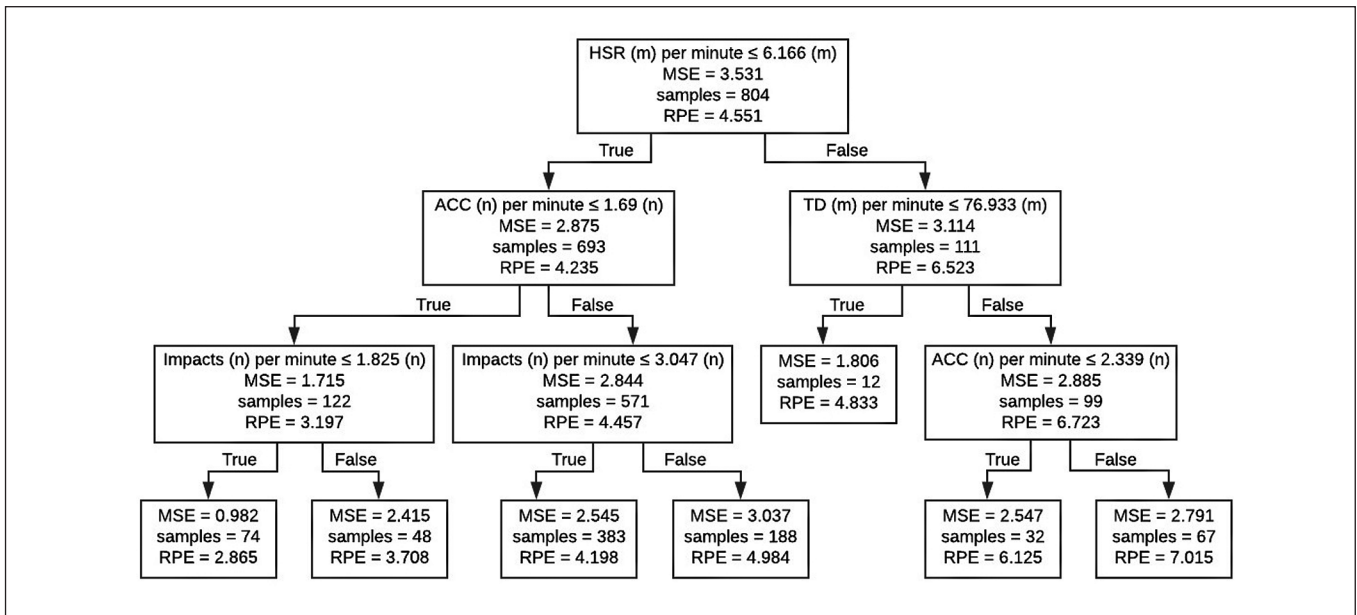 HSR (m) per minute ≤ 6.166 (m)
MSE = 3.531
samples = 804
RPE = 4.551
True
False
ACC (n) per minute ≤ 1.69 (n)
MSE = 2.875
samples = 693
RPE = 4.235
TD (m) per minute ≤ 76.933 (m)
MSE = 3.114
samples = 111
RPE = 6.523
True
False
True
False
Impacts (n) per minute ≤ 1.825 (n)
MSE = 1.715
samples = 122
RPE = 3.197
Impacts (n) per minute ≤ 3.047 (n)
MSE = 2.844
samples = 571
RPE = 4.457
MSE = 1.806
samples = 12
RPE = 4.833
ACC (n) per minute ≤ 2.339 (n)
MSE = 2.885
samples = 99
RPE = 6.723
True
False
True
False
True
False
MSE = 0.982
samples = 74
RPE = 2.865
MSE = 2.415
samples = 48
RPE = 3.708
MSE = 2.545
samples = 383
RPE = 4.198
MSE = 3.037
samples = 188
RPE = 4.984
MSE = 2.547
samples = 32
RPE = 6.125
MSE = 2.791
samples = 67
RPE = 7.015